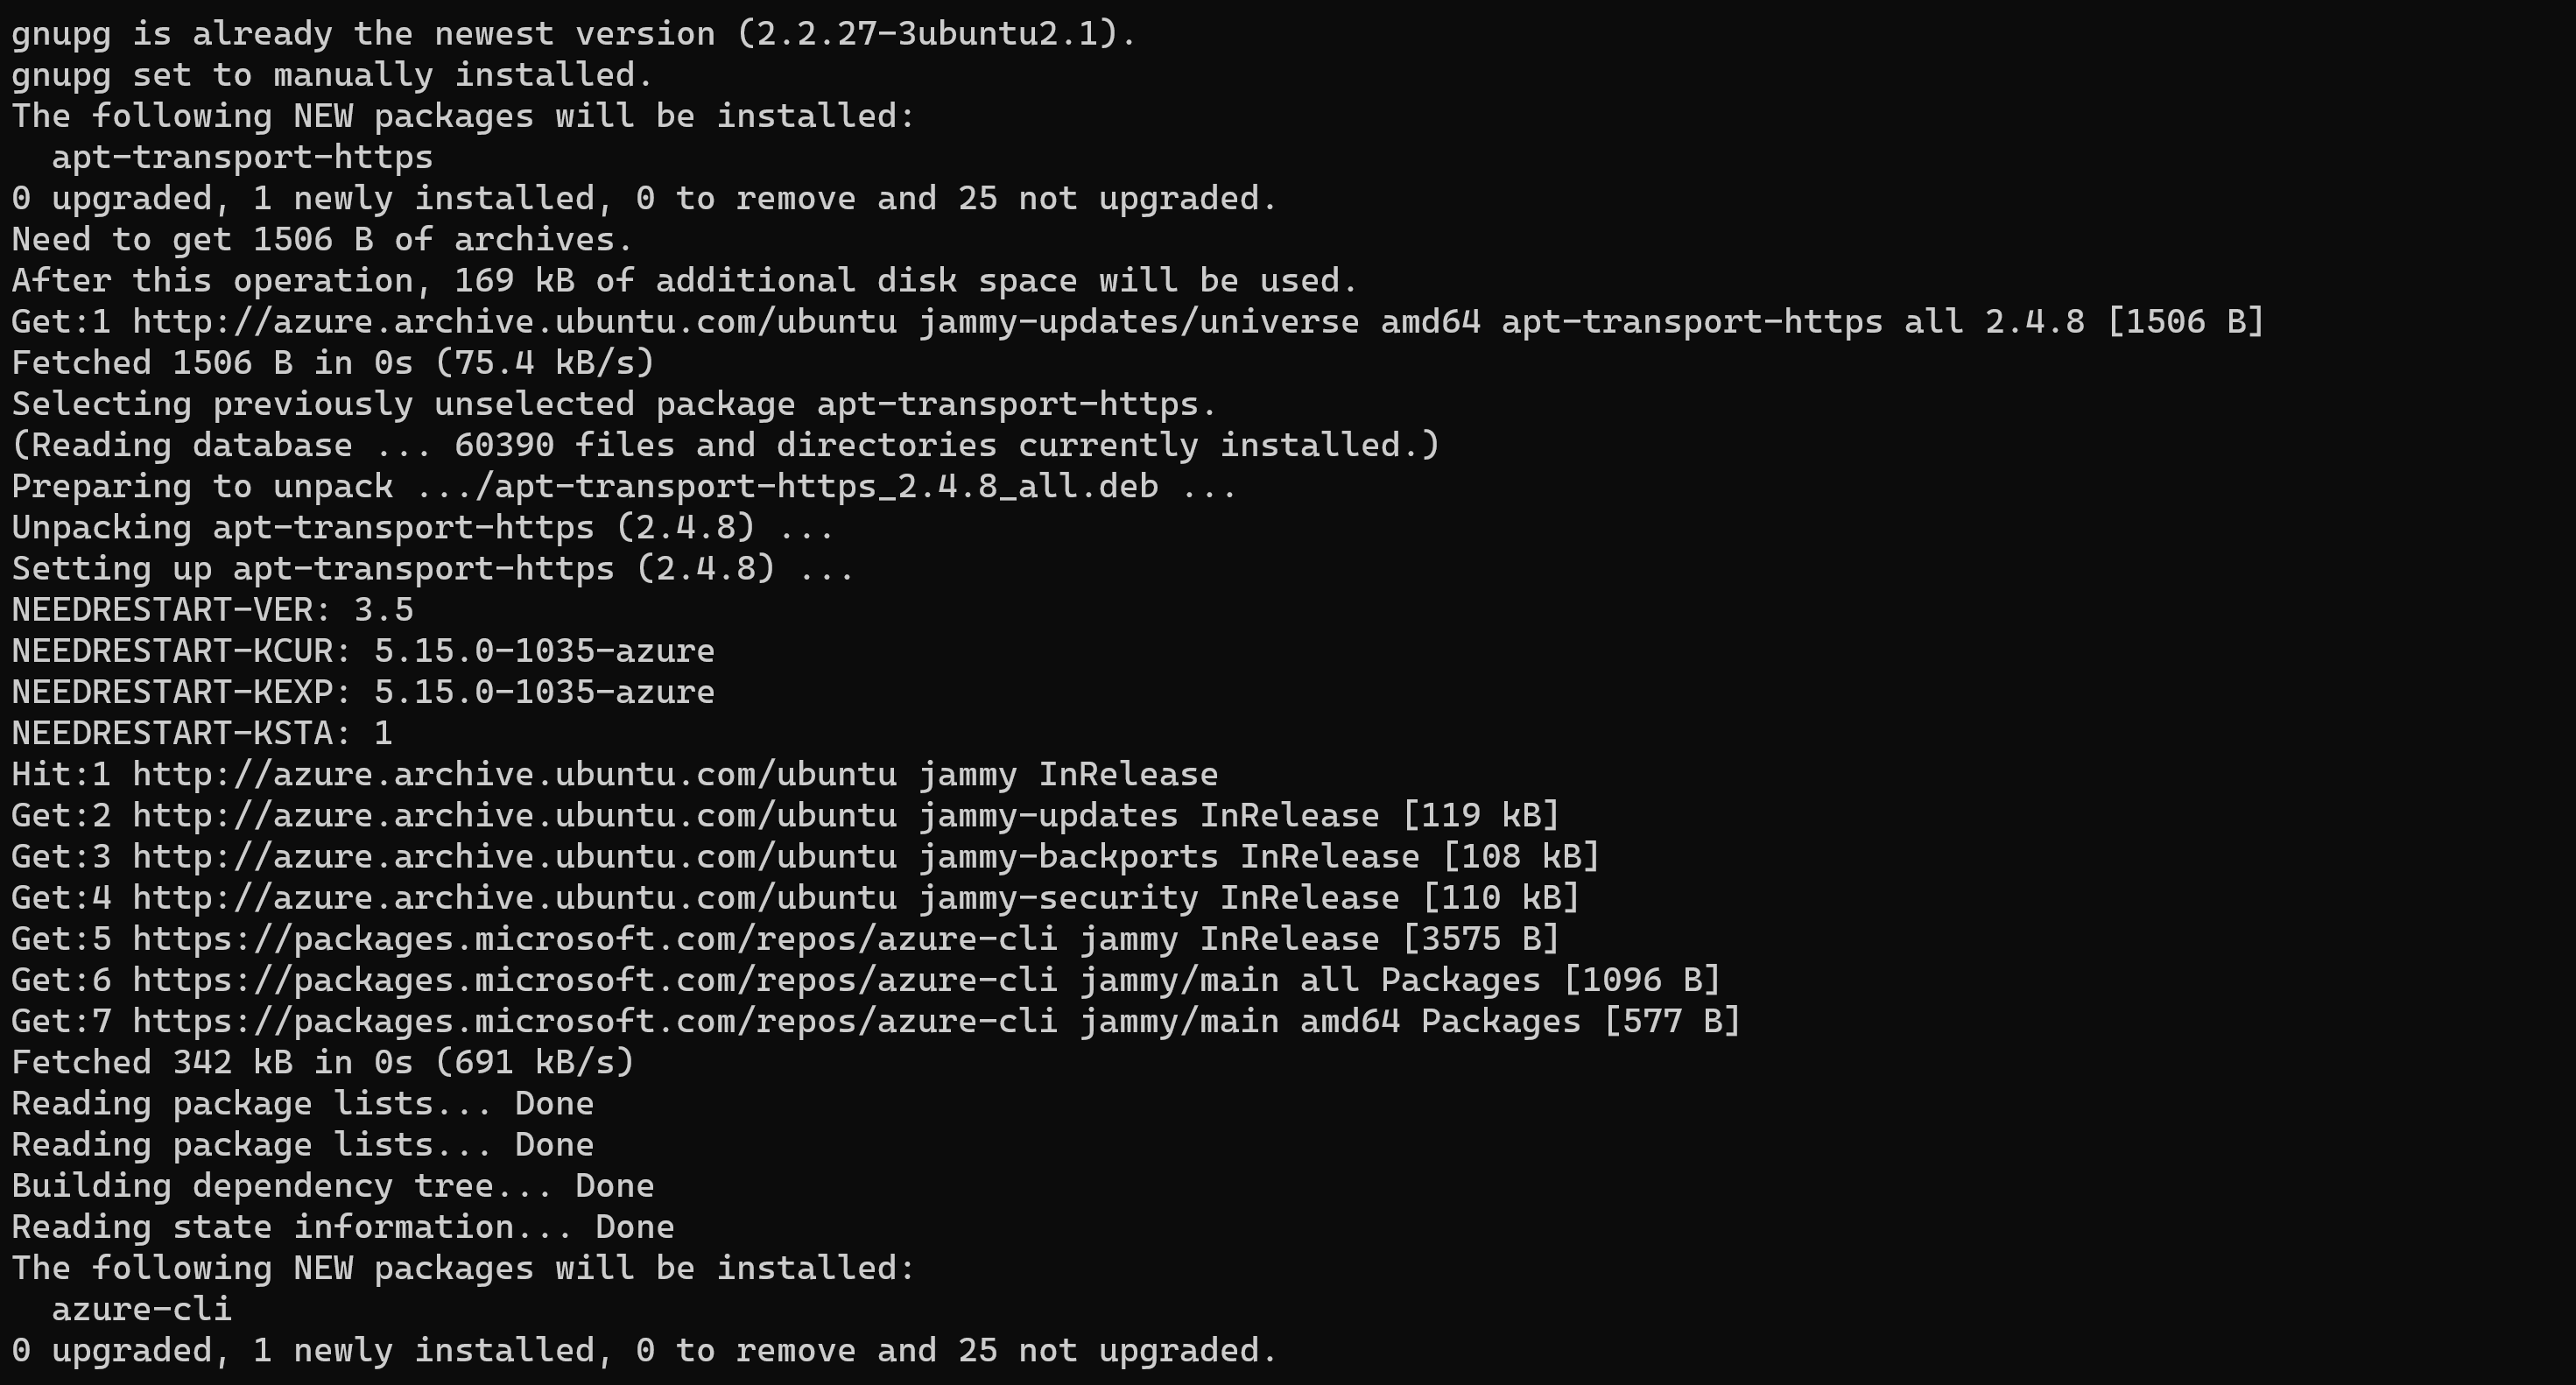 gnupg is already the newest version (2.2.27-3ubuntu2.1).
gnupg set to manually installed.
The following NEW packages will be installed:
  apt-transport-https
0 upgraded, 1 newly installed, 0 to remove and 25 not upgraded.
Need to get 1506 B of archives.
After this operation, 169 kB of additional disk space will be used.
Get:1 http://azure.archive.ubuntu.com/ubuntu jammy-updates/universe amd64 apt-transport-https all 2.4.8 [1506 B]
Fetched 1506 B in 0s (75.4 kB/s)
Selecting previously unselected package apt-transport-https.
(Reading database ... 60390 files and directories currently installed.)
Preparing to unpack .../apt-transport-https_2.4.8_all.deb ...
Unpacking apt-transport-https (2.4.8) ...
Setting up apt-transport-https (2.4.8) ...
NEEDRESTART-VER: 3.5
NEEDRESTART-KCUR: 5.15.0-1035-azure
NEEDRESTART-KEXP: 5.15.0-1035-azure
NEEDRESTART-KSTA: 1
Hit:1 http://azure.archive.ubuntu.com/ubuntu jammy InRelease
Get:2 http://azure.archive.ubuntu.com/ubuntu jammy-updates InRelease [119 kB]
Get:3 http://azure.archive.ubuntu.com/ubuntu jammy-backports InRelease [108 kB]
Get:4 http://azure.archive.ubuntu.com/ubuntu jammy-security InRelease [110 kB]
Get:5 https://packages.microsoft.com/repos/azure-cli jammy InRelease [3575 B]
Get:6 https://packages.microsoft.com/repos/azure-cli jammy/main all Packages [1096 B]
Get:7 https://packages.microsoft.com/repos/azure-cli jammy/main amd64 Packages [577 B]
Fetched 342 kB in 0s (691 kB/s)
Reading package lists... Done
Reading package lists... Done
Building dependency tree... Done
Reading state information... Done
The following NEW packages will be installed:
  azure-cli
0 upgraded, 1 newly installed, 0 to remove and 25 not upgraded.